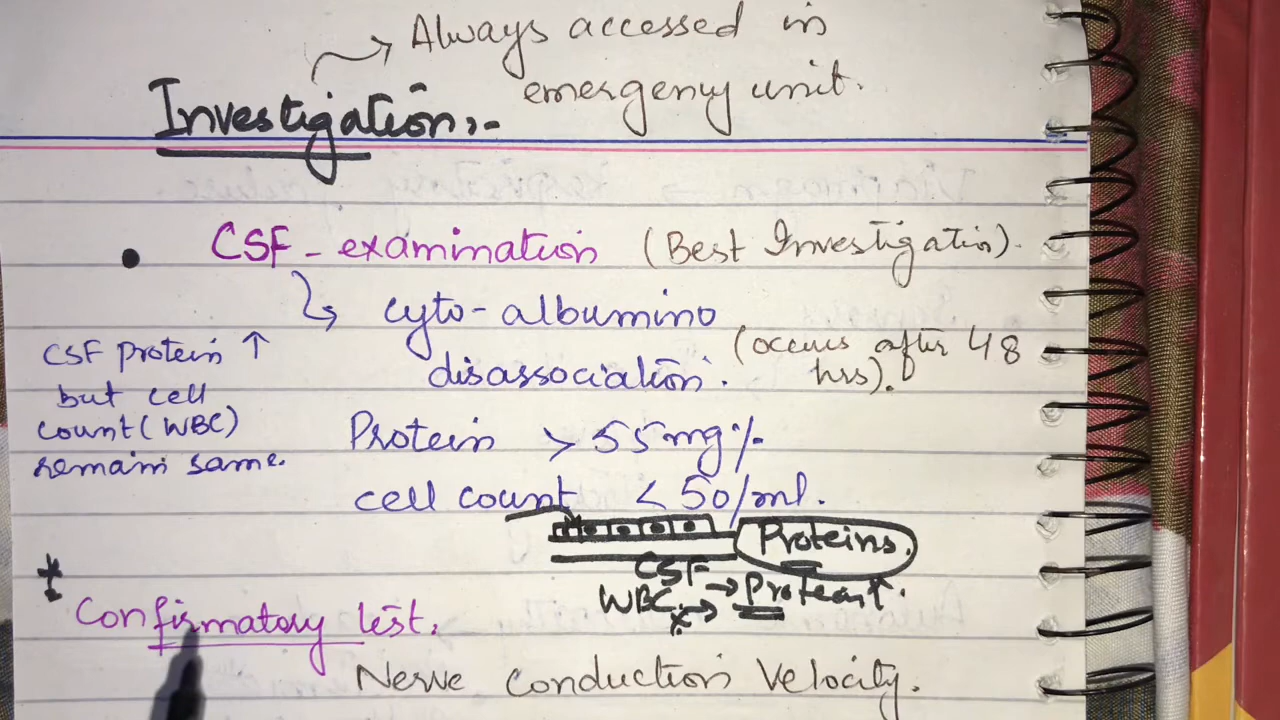 Always accessed in
emergency unit.
Investigation:-
CSF - examination (Best Investigation).
cyto - albumino
disassociation. (occurs after 48
hrs).
CSF protein ↑
but cell
count (WBC)
remain same.
Protein > 55 mg%
cell count < 50/ml.
Proteins.
CSF
WBC → Protein ↑.
x →
* Confirmatory test.
Nerve Conduction Velocity.